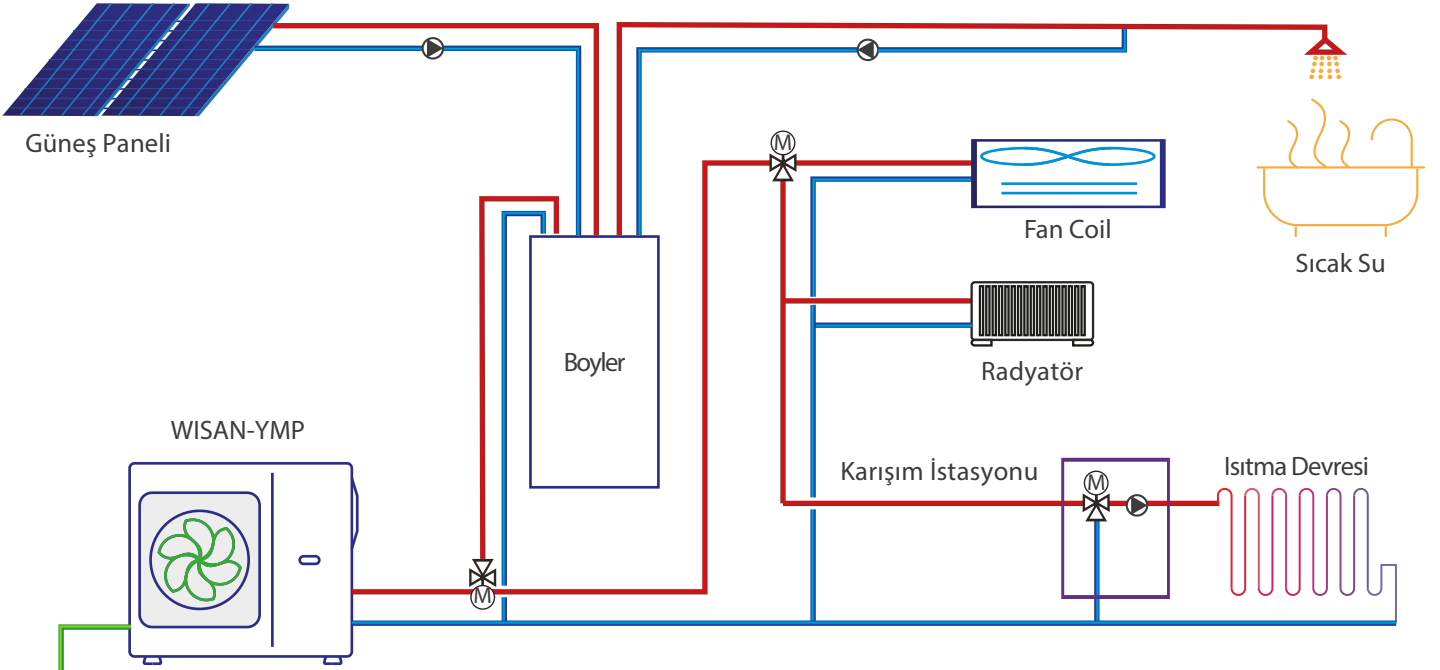 Güneş Paneli
M
Fan Coil
Sıcak Su
Boyler
Radyatör
WISAN-YMP
Karışım İstasyonu
M
Isıtma Devresi
M